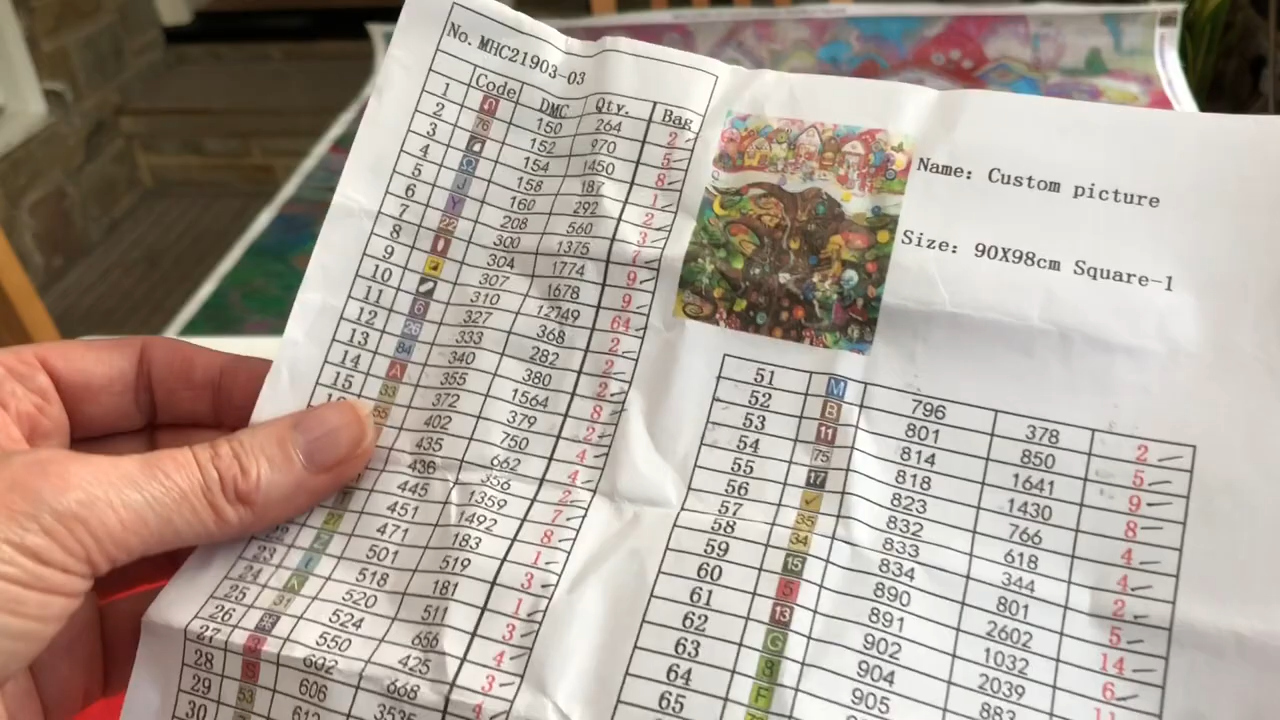 No. MHC21903-03
Code DMC Qty. Bag
1 Ω 150 264 2
2 76 152 970 5
3 154 1450 8
4 Ω 158 187 1
5 J 160 292 2
6 Y 208 560 3
7 22 300 1375 7
8 304 1774 9
9 307 1678 9
10 310 12749 64
11 6 327 368 2
12 26 333 282 2
13 84 340 380 2
14 A 355 1564 8
15 33 372 379 2
55 402 750 4
435 662 4
436 356 2
445 1359 7
451 1492 8
471 183 1
501 519 3
23 518 181 1
24 520 511 3
25 31 524 656 4
26 550 425 3
27 3 602 668 4
28 S 606 3535
29 53
30
Name: Custom picture
Size: 90X98cm Square-1
51 M 796 378 2
52 B 801 850 5
53 11 814 1641 9
54 75 818 1430 8
55 17 823 766 4
56 ✓ 832 618 4
57 35 833 344 2
58 34 834 801 5
59 15 890 2602 14
60 5 891 1032 6
61 13 902 2039 11
62 G 904 883
63 8 905
64 F
65